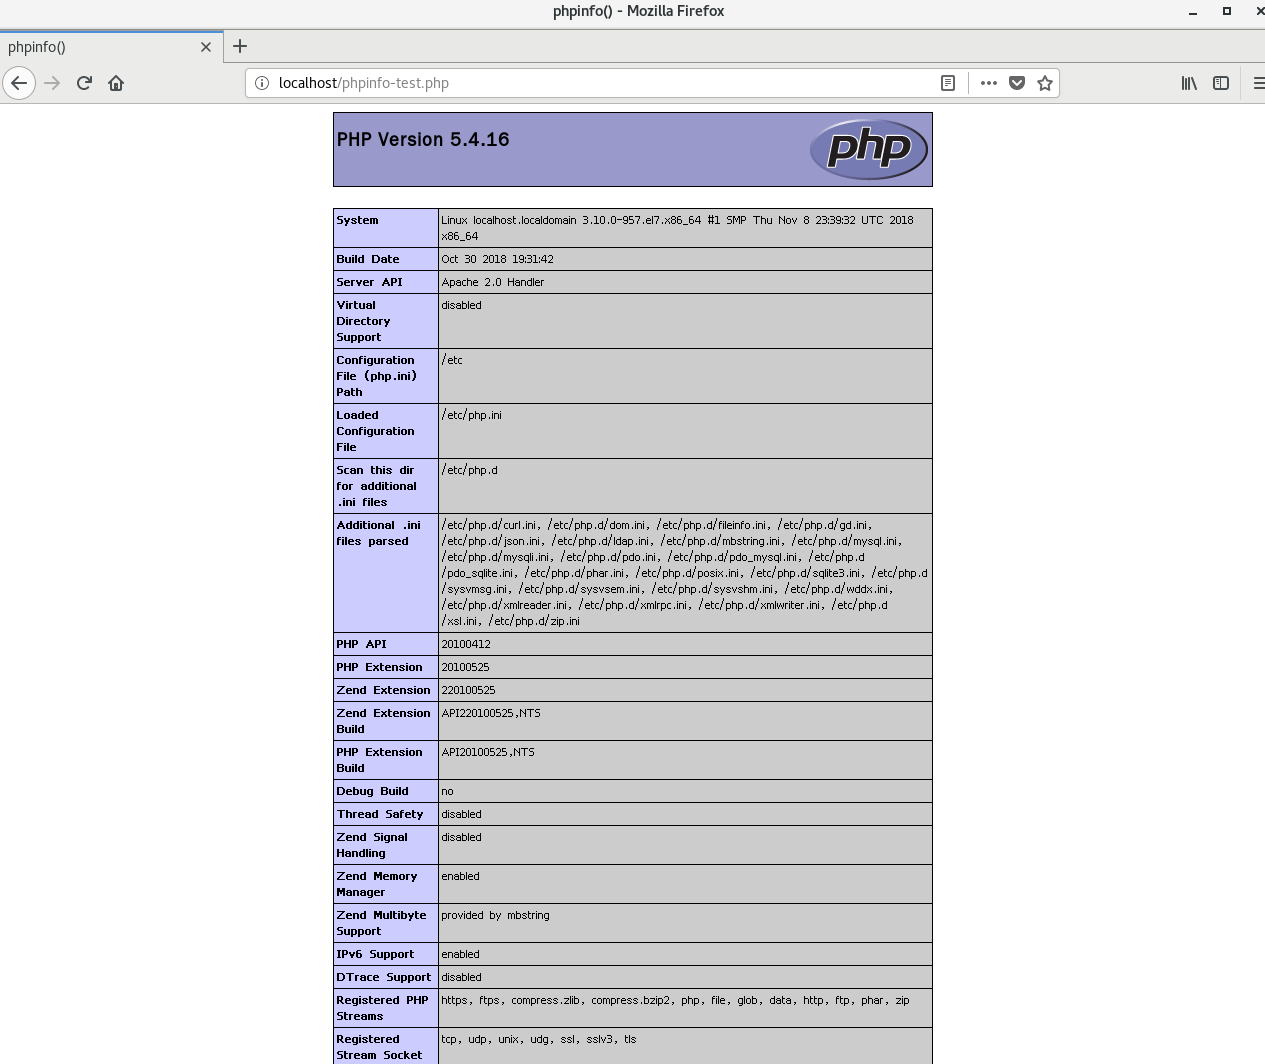 phpinfo() - Mozilla Firefox
phpinfo()
localhost/phpinfo-test.php
PHP Version 5.4.16
php
System
Linux localhost.localdomain 3.10.0-957.el7.x86_64 #1 SMP Thu Nov 8 23:39:32 UTC 2018
x86_64
Build Date
Oct 30 2018 19:31:42
Server API
Apache 2.0 Handler
Virtual
Directory
Support
disabled
Configuration
File (php.ini)
Path
/etc
Loaded
Configuration
File
/etc/php.ini
Scan this dir
for additional
.ini files
/etc/php.d
Additional .ini
files parsed
/etc/php.d/curl.ini, /etc/php.d/dom.ini, /etc/php.d/fileinfo.ini, /etc/php.d/gd.ini,
/etc/php.d/json.ini, /etc/php.d/ldap.ini, /etc/php.d/mbstring.ini, /etc/php.d/mysql.ini,
/etc/php.d/mysqli.ini, /etc/php.d/pdo.ini, /etc/php.d/pdo_mysql.ini, /etc/php.d
/pdo_sqlite.ini, /etc/php.d/phar.ini, /etc/php.d/posix.ini, /etc/php.d/sqlite3.ini, /etc/php.d
/sysvmsg.ini, /etc/php.d/sysvsem.ini, /etc/php.d/sysvshm.ini, /etc/php.d/wddx.ini,
/etc/php.d/xmlreader.ini, /etc/php.d/xmlrpc.ini, /etc/php.d/xmlwriter.ini, /etc/php.d
/xsl.ini, /etc/php.d/zip.ini
PHP API
20100412
PHP Extension
20100525
Zend Extension
220100525
Zend Extension
Build
API220100525,NTS
PHP Extension
Build
API20100525,NTS
Debug Build
no
Thread Safety
disabled
Zend Signal
Handling
disabled
Zend Memory
Manager
enabled
Zend Multibyte
Support
provided by mbstring
IPv6 Support
enabled
DTrace Support
disabled
Registered PHP
Streams
https, ftps, compress.zlib, compress.bzip2, php, file, glob, data, http, ftp, phar, zip
Registered
Stream Socket
tcp, udp, unix, udg, ssl, sslv3, tls